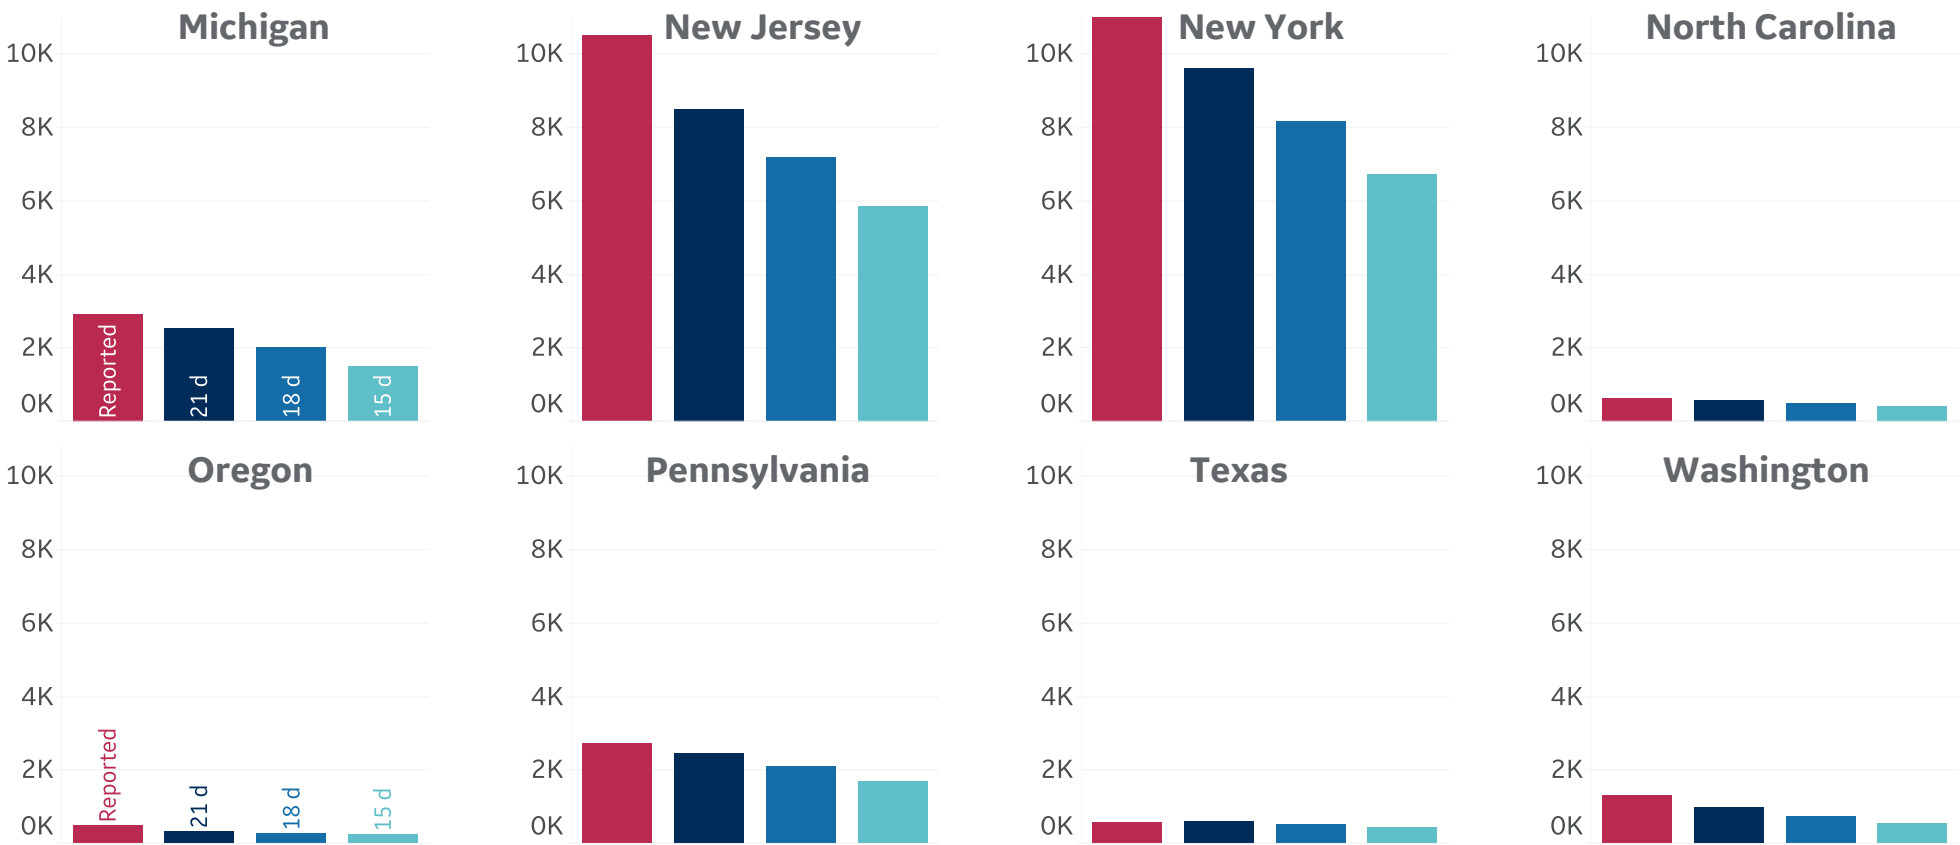 Michigan
10K
8K
6K
4K
2K
0K
Reported
21 d
18 d
15 d
New Jersey
10K
8K
6K
4K
2K
0K
New York
10K
8K
6K
4K
2K
0K
North Carolina
10K
8K
6K
4K
2K
0K
Oregon
10K
8K
6K
4K
2K
0K
Reported
21 d
18 d
15 d
Pennsylvania
10K
8K
6K
4K
2K
0K
Texas
10K
8K
6K
4K
2K
0K
Washington
10K
8K
6K
4K
2K
0K